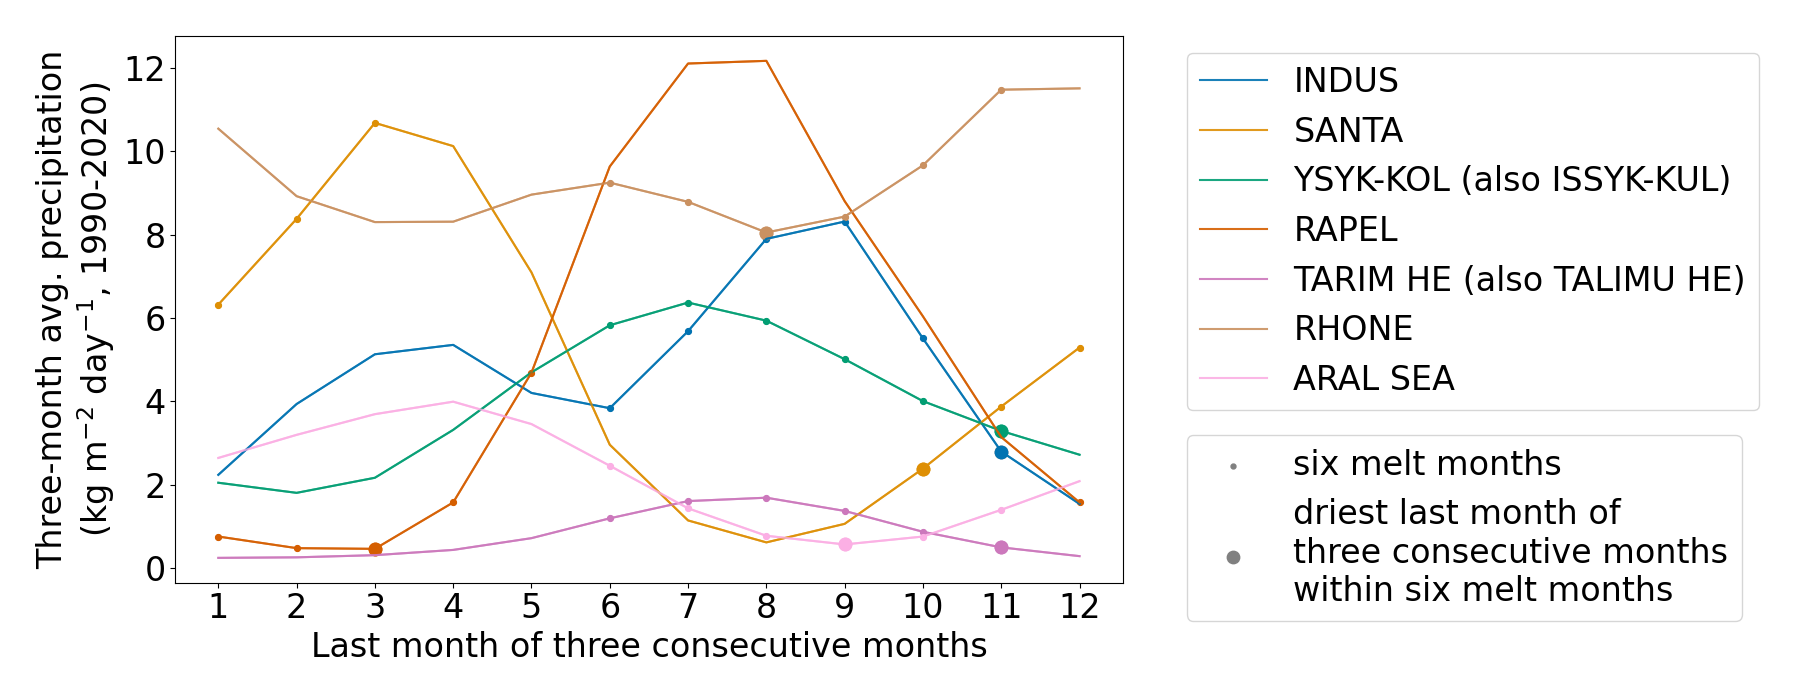 Three-month avg. precipitation
(kg m⁻² day⁻¹, 1990-2020)
12
10
8
6
4
2
0
1 2 3 4 5 6 7 8 9 10 11 12
Last month of three consecutive months
INDUS
SANTA
YSYK-KOL (also ISSYK-KUL)
RAPEL
TARIM HE (also TALIMU HE)
RHONE
ARAL SEA
six melt months
driest last month of
three consecutive months
within six melt months